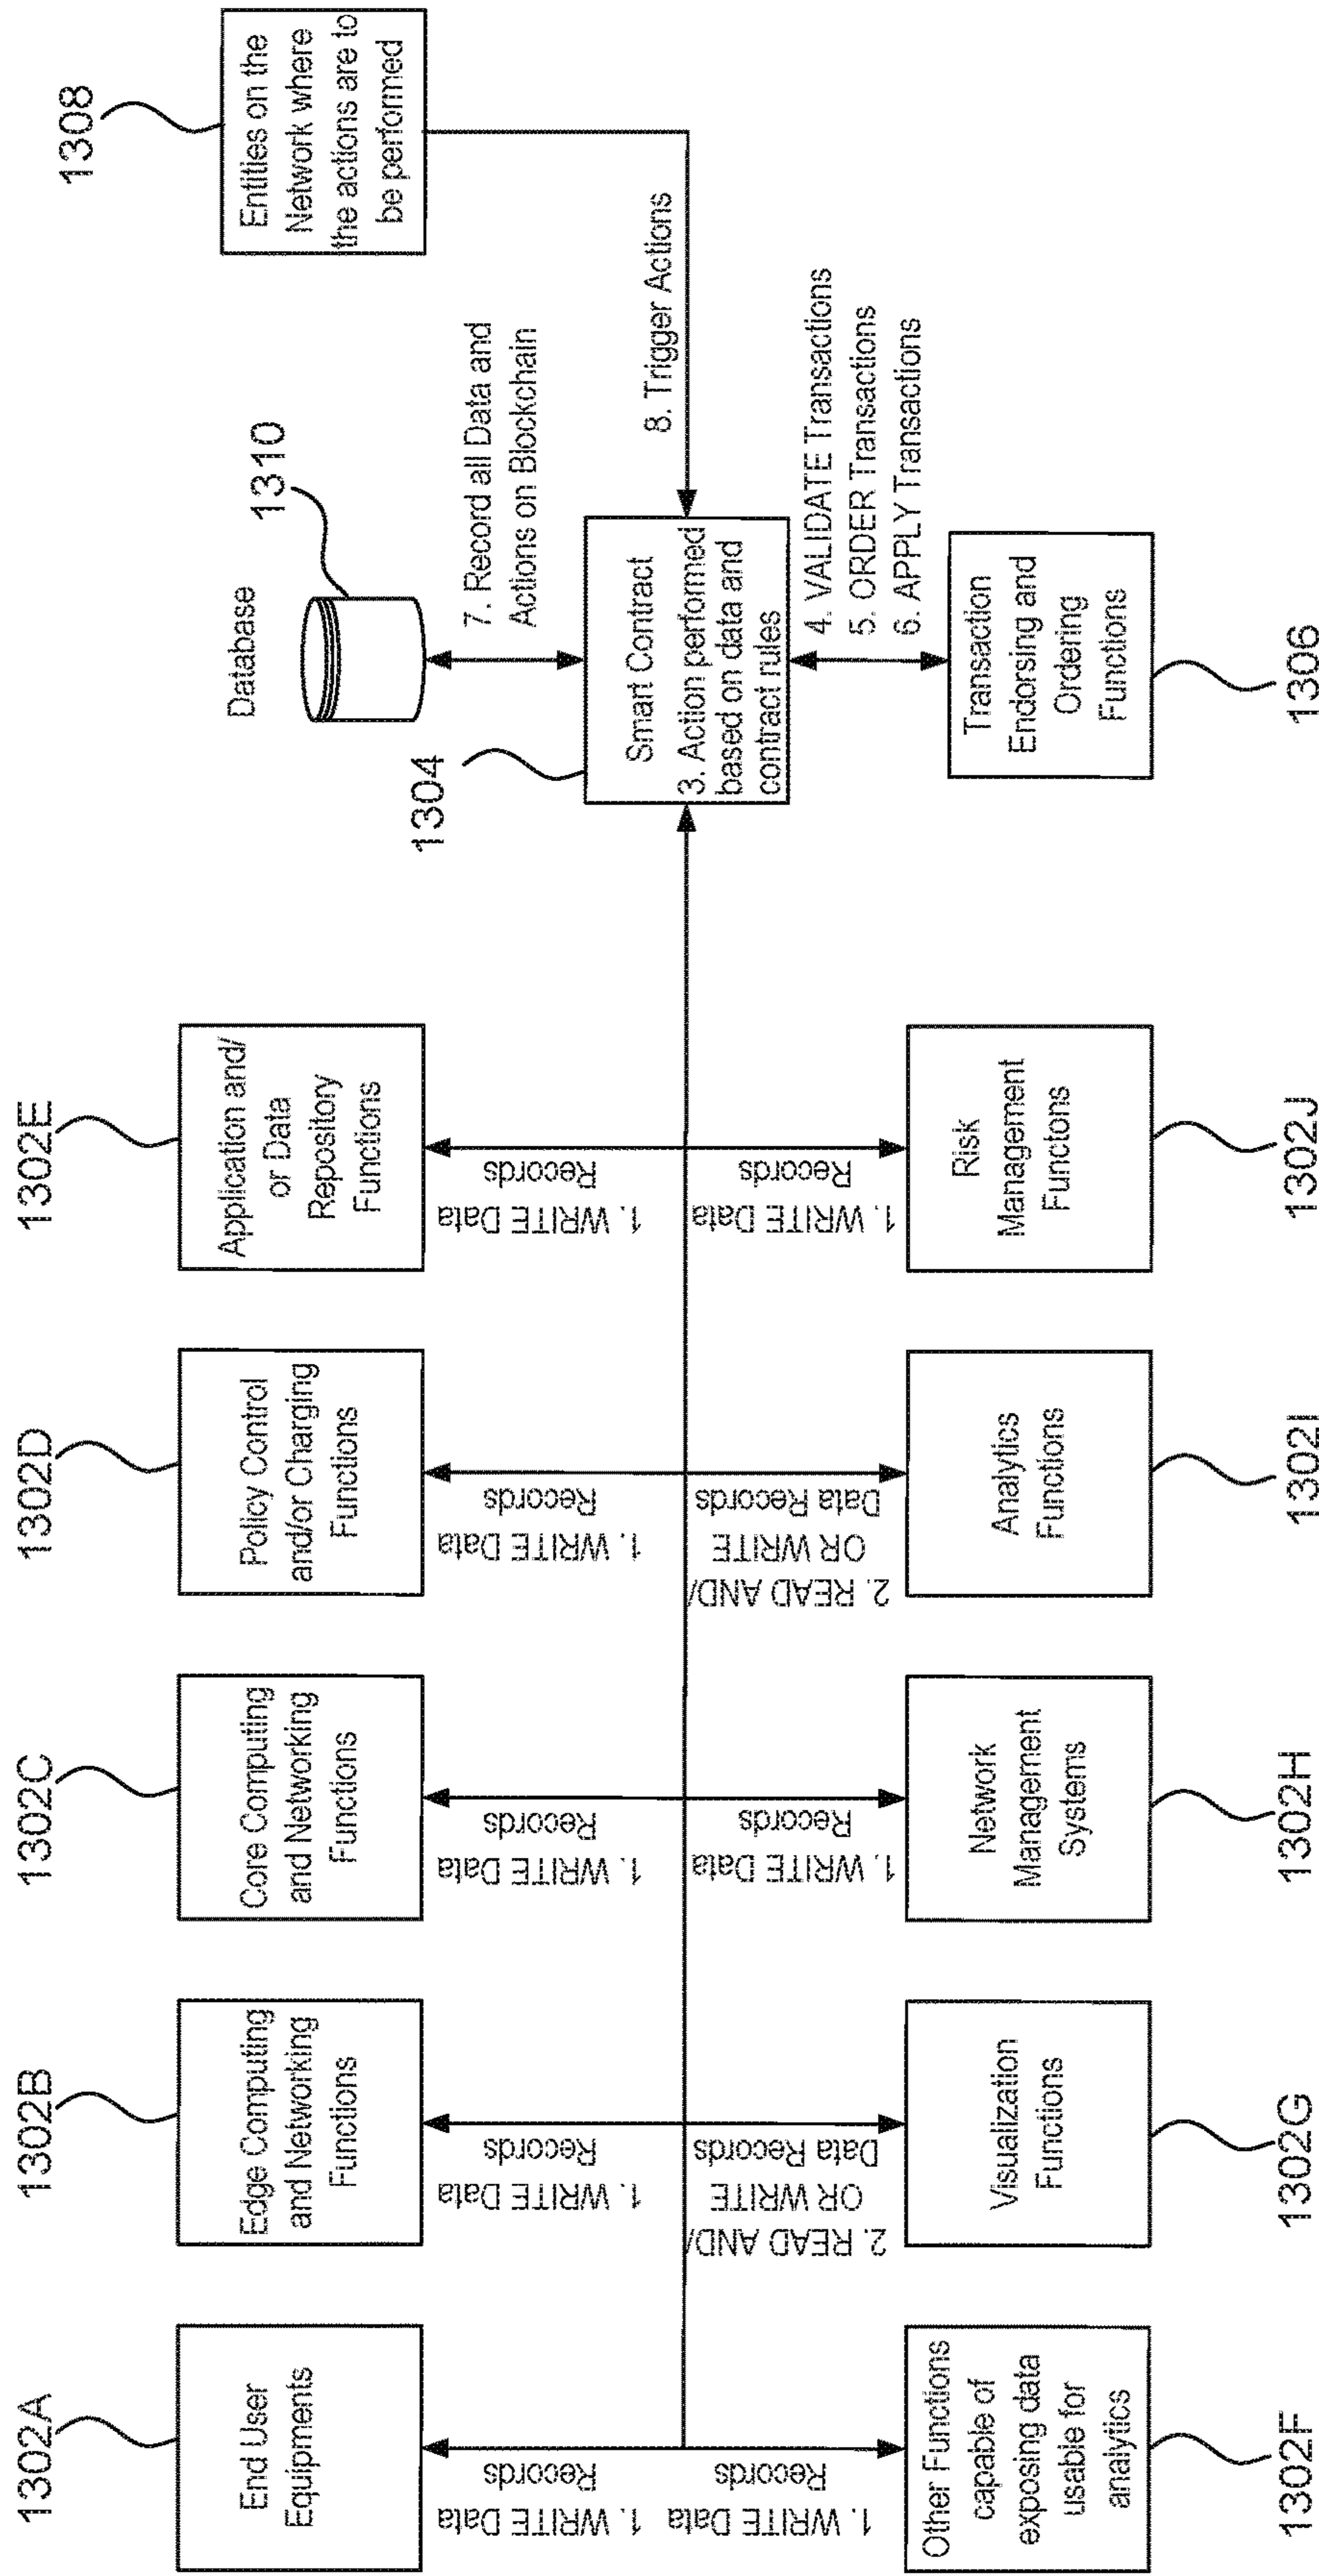 1302A
End User
Equipments
1302B
Edge Computing
and Networking
Functions
1302C
Core Computing
and Networking
Functions
1302D
Policy Control
and/or Charging
Functions
1302E
Application and/
or Data
Repository
Functions
1. WRITE Data
Records
1. WRITE Data
Records
1. WRITE Data
Records
1. WRITE Data
Records
1. WRITE Data
Records
1. WRITE Data
Records
2. READ AND/
OR WRITE
Data Records
1. WRITE Data
Records
2. READ AND/
OR WRITE
Data Records
1. WRITE Data
Records
Other Functions
capable of
exposing data
usable for
analytics
1302F
Visualization
Functions
1302G
Network
Management
Systems
1302H
Analytics
Functions
1302I
Risk
Management
Functons
1302J
Database
1310
7. Record all Data and
Actions on Blockchain
1304
Smart Contract
3. Action performed
based on data and
contract rules
1308
Entities on the
Network where
the actions are to
be performed
8. Trigger Actions
4. VALIDATE Transactions
5. ORDER Transactions
6. APPLY Transactions
Transaction
Endorsing and
Ordering
Functions
1306